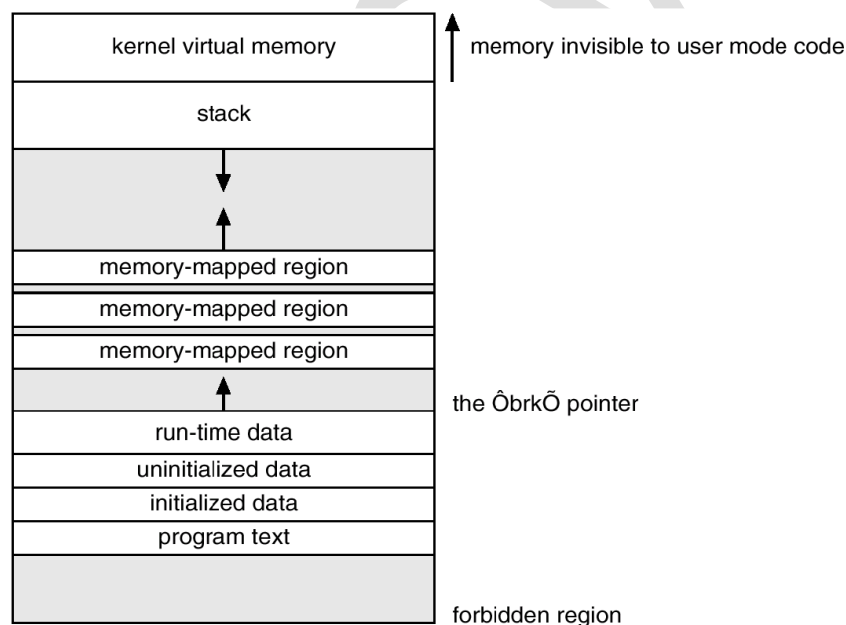 kernel virtual memory
memory invisible to user mode code
stack
memory-mapped region
memory-mapped region
memory-mapped region
the ÔbrkÕ pointer
run-time data
uninitialized data
initialized data
program text
forbidden region